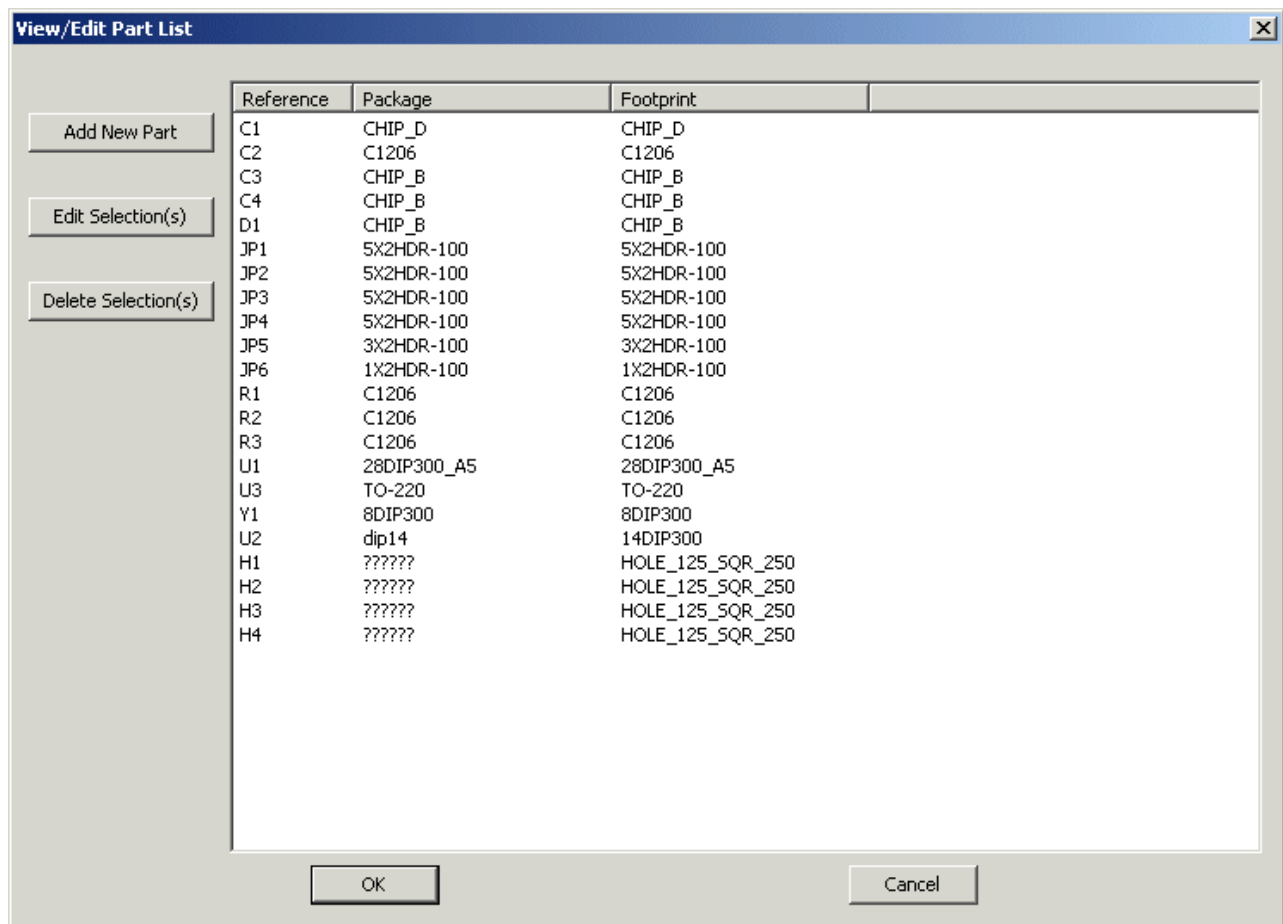 View/Edit Part List
Add New Part
Edit Selection(s)
Delete Selection(s)
Reference Package Footprint
C1 CHIP_D CHIP_D
C2 C1206 C1206
C3 CHIP_B CHIP_B
C4 CHIP_B CHIP_B
D1 CHIP_B CHIP_B
JP1 5X2HDR-100 5X2HDR-100
JP2 5X2HDR-100 5X2HDR-100
JP3 5X2HDR-100 5X2HDR-100
JP4 5X2HDR-100 5X2HDR-100
JP5 3X2HDR-100 3X2HDR-100
JP6 1X2HDR-100 1X2HDR-100
R1 C1206 C1206
R2 C1206 C1206
R3 C1206 C1206
U1 28DIP300_A5 28DIP300_A5
U3 TO-220 TO-220
Y1 8DIP300 8DIP300
U2 dip14 14DIP300
H1 ?????? HOLE_125_SQR_250
H2 ?????? HOLE_125_SQR_250
H3 ?????? HOLE_125_SQR_250
H4 ?????? HOLE_125_SQR_250
OK Cancel